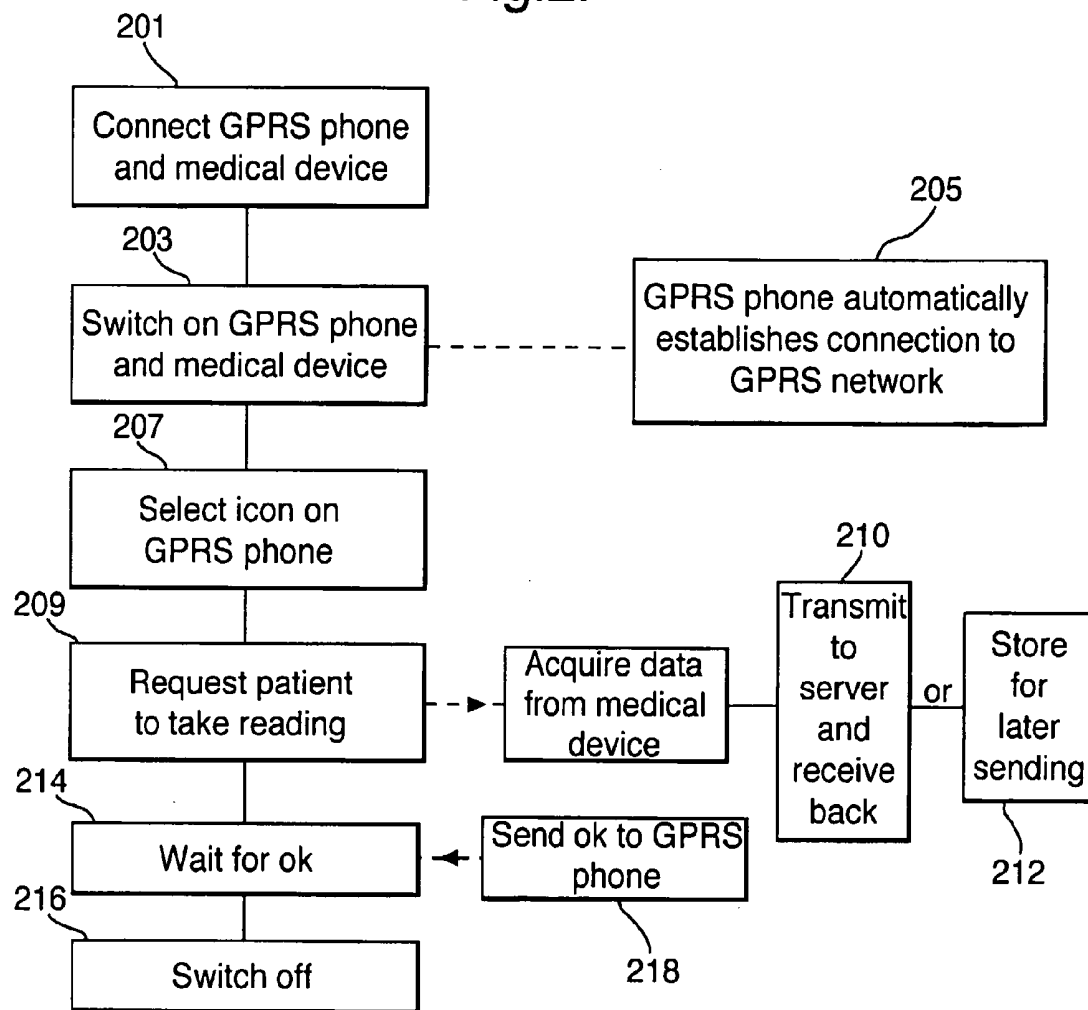 201
Connect GPRS phone
and medical device
203
Switch on GPRS phone
and medical device
205
GPRS phone automatically
establishes connection to
GPRS network
207
Select icon on
GPRS phone
209
Request patient
to take reading
Acquire data
from medical
device
210
Transmit
to
server
and
receive
back
or
Store
for
later
sending
212
214
Wait for ok
Send ok to GPRS
phone
218
216
Switch off